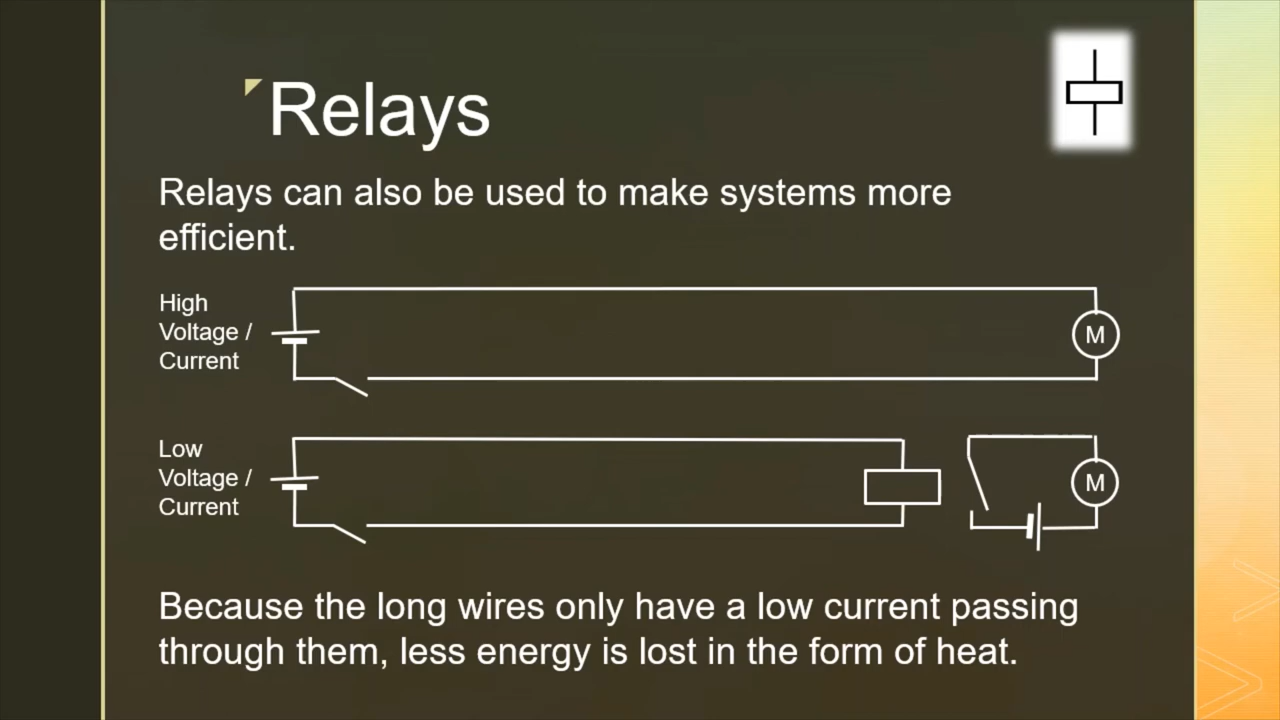 Relays
Relays can also be used to make systems more
efficient.
High
Voltage /
Current
M
Low
Voltage /
Current
M
Because the long wires only have a low current passing
through them, less energy is lost in the form of heat.